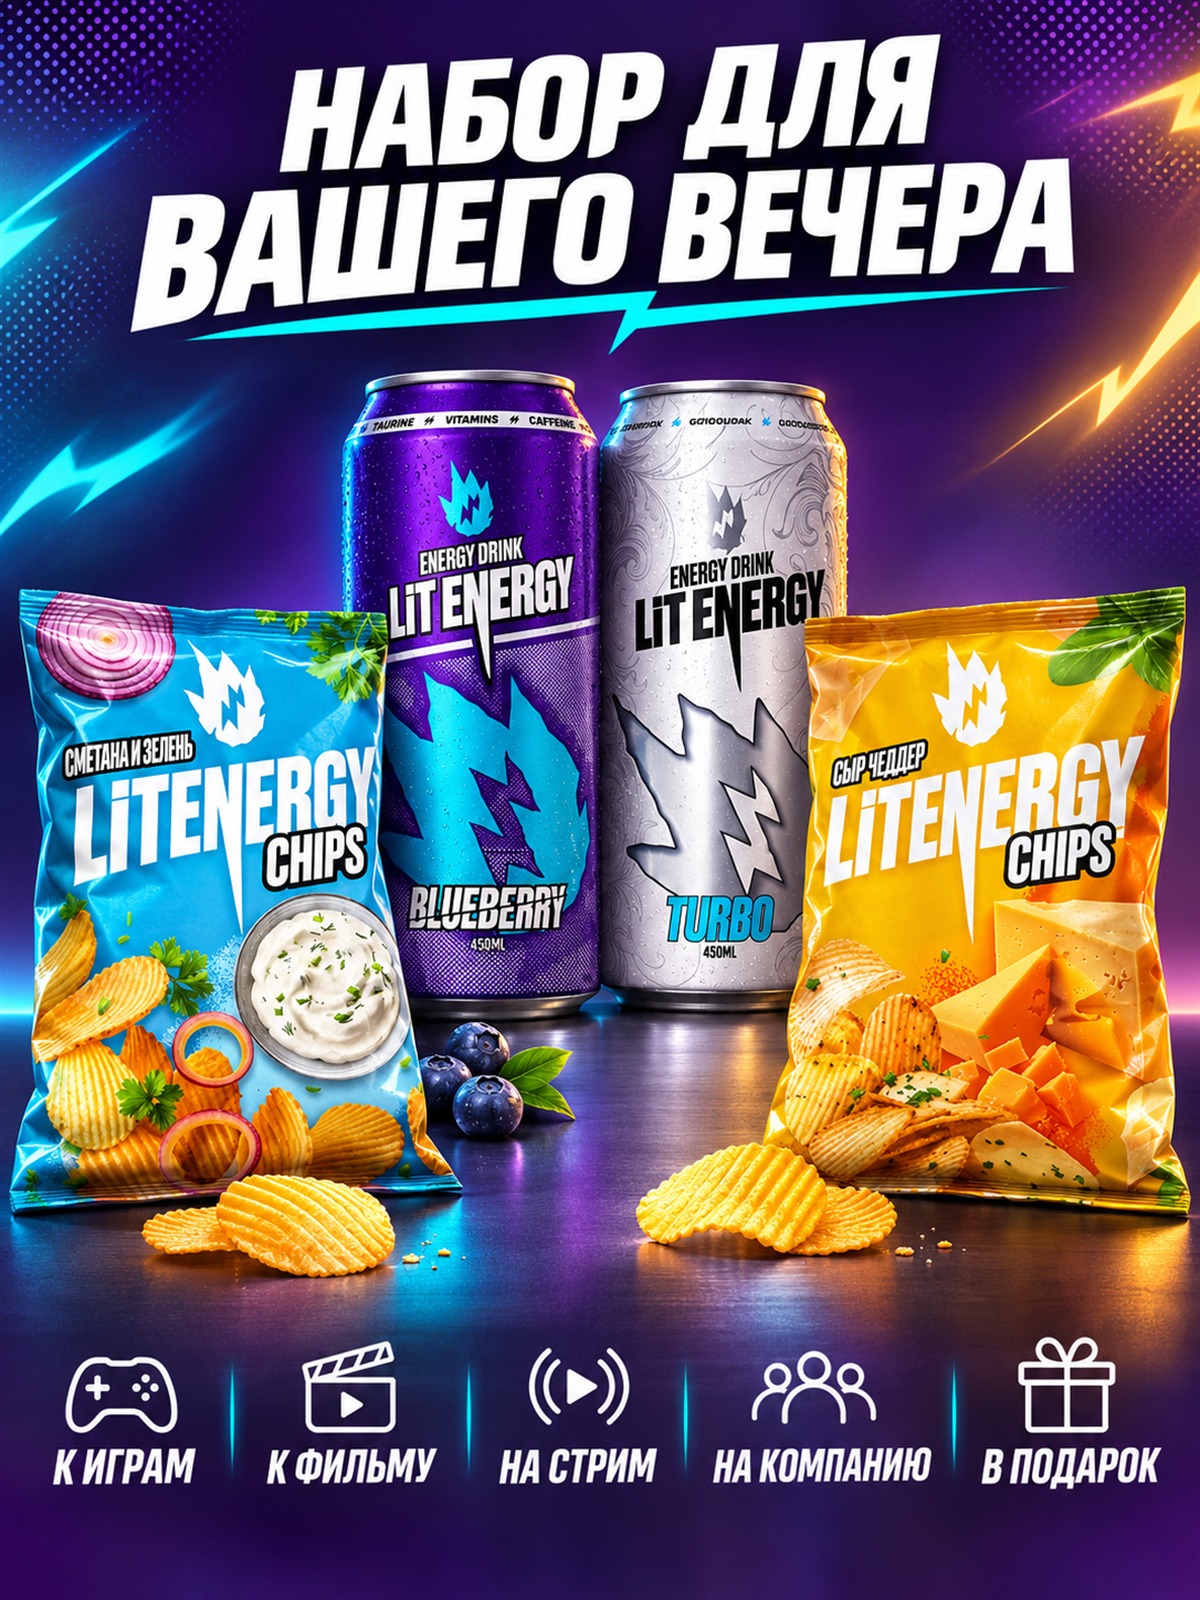 НАБОР ДЛЯ
ВАШЕГО ВЕЧЕРА
TAURINE VITAMINS CAFFEINE
ENERGY DRINK
LiT ENERGY
BLUEBERRY
450ML
ENERGY DRINK
LiT ENERGY
TURBO
450ML
СМЕТАНА И ЗЕЛЕНЬ
LiTENERGY
CHIPS
СЫР ЧЕДДЕР
LiTENERGY
CHIPS
К ИГРАМ
К ФИЛЬМУ
НА СТРИМ
НА КОМПАНИЮ
В ПОДАРОК